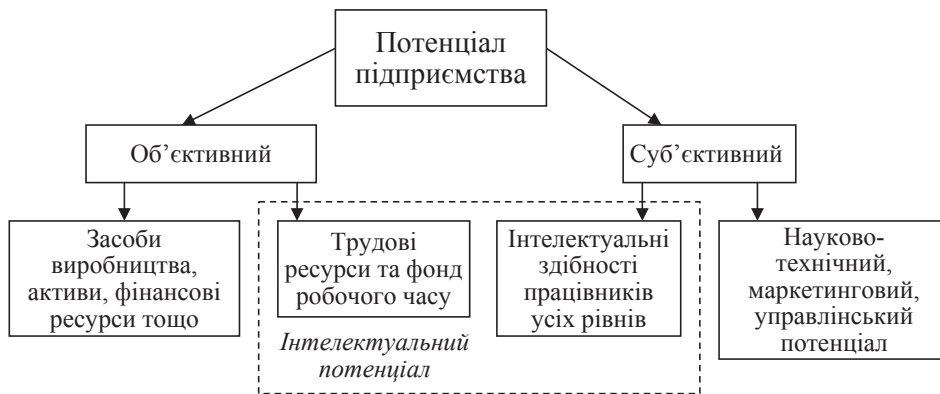 Потенціал
підприємства
Об’єктивний
Суб’єктивний
Засоби
виробництва,
активи, фінансові
ресурси тощо
Трудові
ресурси та фонд
робочого часу
Інтелектуальні
здібності
працівників
усіх рівнів
Науково-
технічний,
маркетинговий,
управлінський
потенціал
Інтелектуальний
потенціал